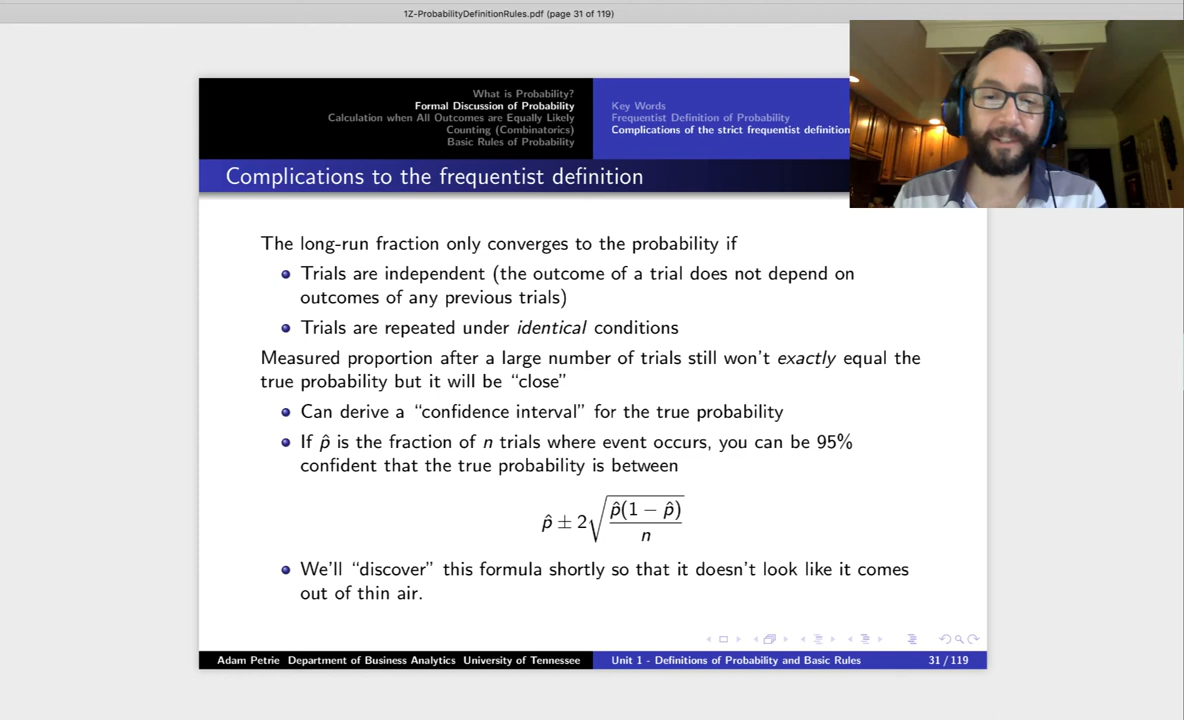 1Z-ProbabilityDefinitionRules.pdf (page 31 of 119)
What is Probability?
Formal Discussion of Probability
Calculation when All Outcomes are Equally Likely
Counting (Combinatorics)
Basic Rules of Probability
Key Words
Frequentist Definition of Probability
Complications of the strict frequentist definition
Complications to the frequentist definition
The long-run fraction only converges to the probability if
Trials are independent (the outcome of a trial does not depend on
outcomes of any previous trials)
Trials are repeated under identical conditions
Measured proportion after a large number of trials still won't exactly equal the
true probability but it will be “close”
Can derive a “confidence interval” for the true probability
If p̂ is the fraction of n trials where event occurs, you can be 95%
confident that the true probability is between
p̂ ± 2√(p̂(1 − p̂)/n)
We'll “discover” this formula shortly so that it doesn't look like it comes
out of thin air.
Adam Petrie Department of Business Analytics University of Tennessee
Unit 1 - Definitions of Probability and Basic Rules
31 / 119